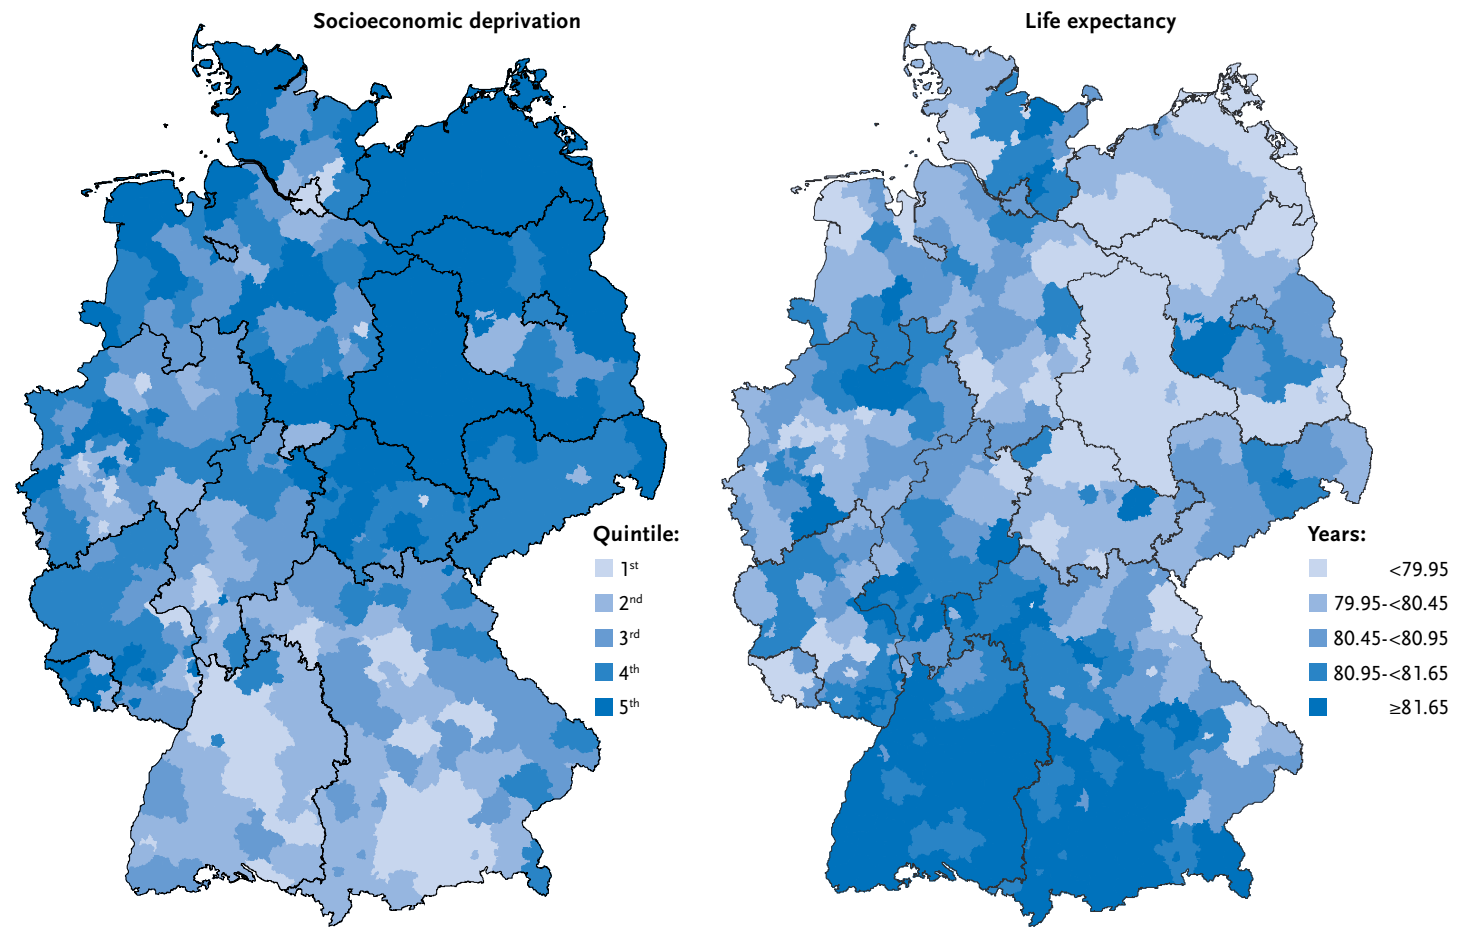 Socioeconomic deprivation
Life expectancy
Quintile:
1st
2nd
3rd
4th
5th
Years:
<79.95
79.95-<80.45
80.45-<80.95
80.95-<81.65
≥81.65